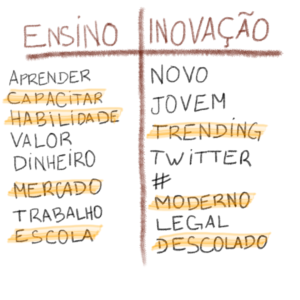 ENSINO
APRENDER
CAPACITAR
HABILIDADE
VALOR
DINHEIRO
MERCADO
TRABALHO
ESCOLA
INOVAÇÃO
NOVO
JOVEM
TRENDING
TWITTER
#
MODERNO
LEGAL
DESCOLADO